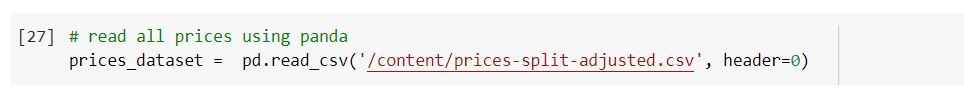 [27] # read all prices using panda
prices_dataset =  pd.read_csv('/content/prices-split-adjusted.csv', header=0)